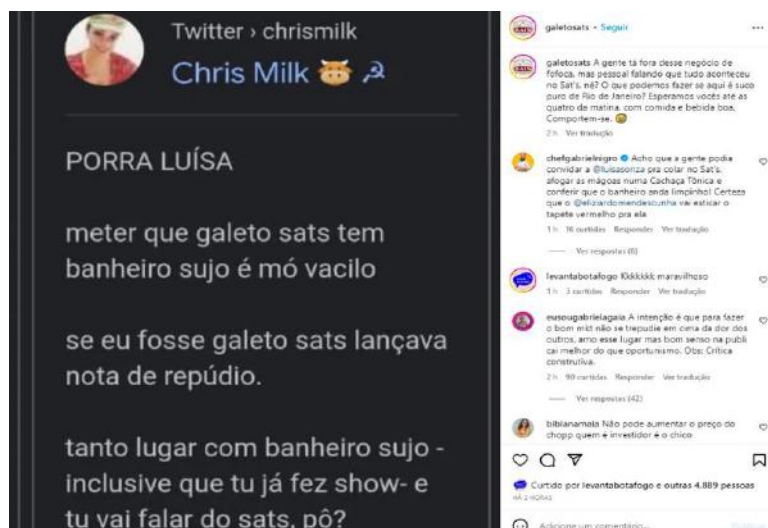 Twitter › chrismilk
Chris Milk 🐮 ☭
PORRA LUÍSA
meter que galeto sats tem
banheiro sujo é mó vacilo
se eu fosse galeto sats lançava
nota de repúdio.
tanto lugar com banheiro sujo -
inclusive que tu já fez show- e
tu vai falar do sats, pô?
galetosats • Seguir
galetosats A gente tá fora desse negócio de
fofoca, mas pessoal falando que tudo aconteceu
no Sat's, né? O que podemos fazer se aqui é suco
puro de Rio de Janeiro? Esperamos vocês até as
quatro da matina, com comida e bebida boa.
Comportem-se.
2 h Ver tradução
chefgabrielnigro Acho que a gente podia
convidar a @luisasonza pra colar no Sat's,
afogar as mágoas numa Cachaça Tônica e
conferir que o banheiro anda limpinho! Certeza
que o @elizierdomendescunha vai esticar o
tapete vermelho pra ela
1 h 16 curtidas Responder Ver tradução
Ver respostas (6)
levantabotafogo Kkkkkkk maravilhoso
1 h 3 curtidas Responder Ver tradução
eusougabrielagaia A intenção é que para fazer
o bom mkt não se trepudie em cima da dor dos
outros, amo esse lugar mas bom senso na publi
cai melhor do que oportunismo. Obs: Crítica
construtiva.
2 h 90 curtidas Responder Ver tradução
Ver respostas (42)
bibianamaia Não pode aumentar o preço do
chopp quem é investidor é o chico
Curtido por levantabotafogo e outras 4.889 pessoas
HÁ 2 HORAS
Adicione um comentário...